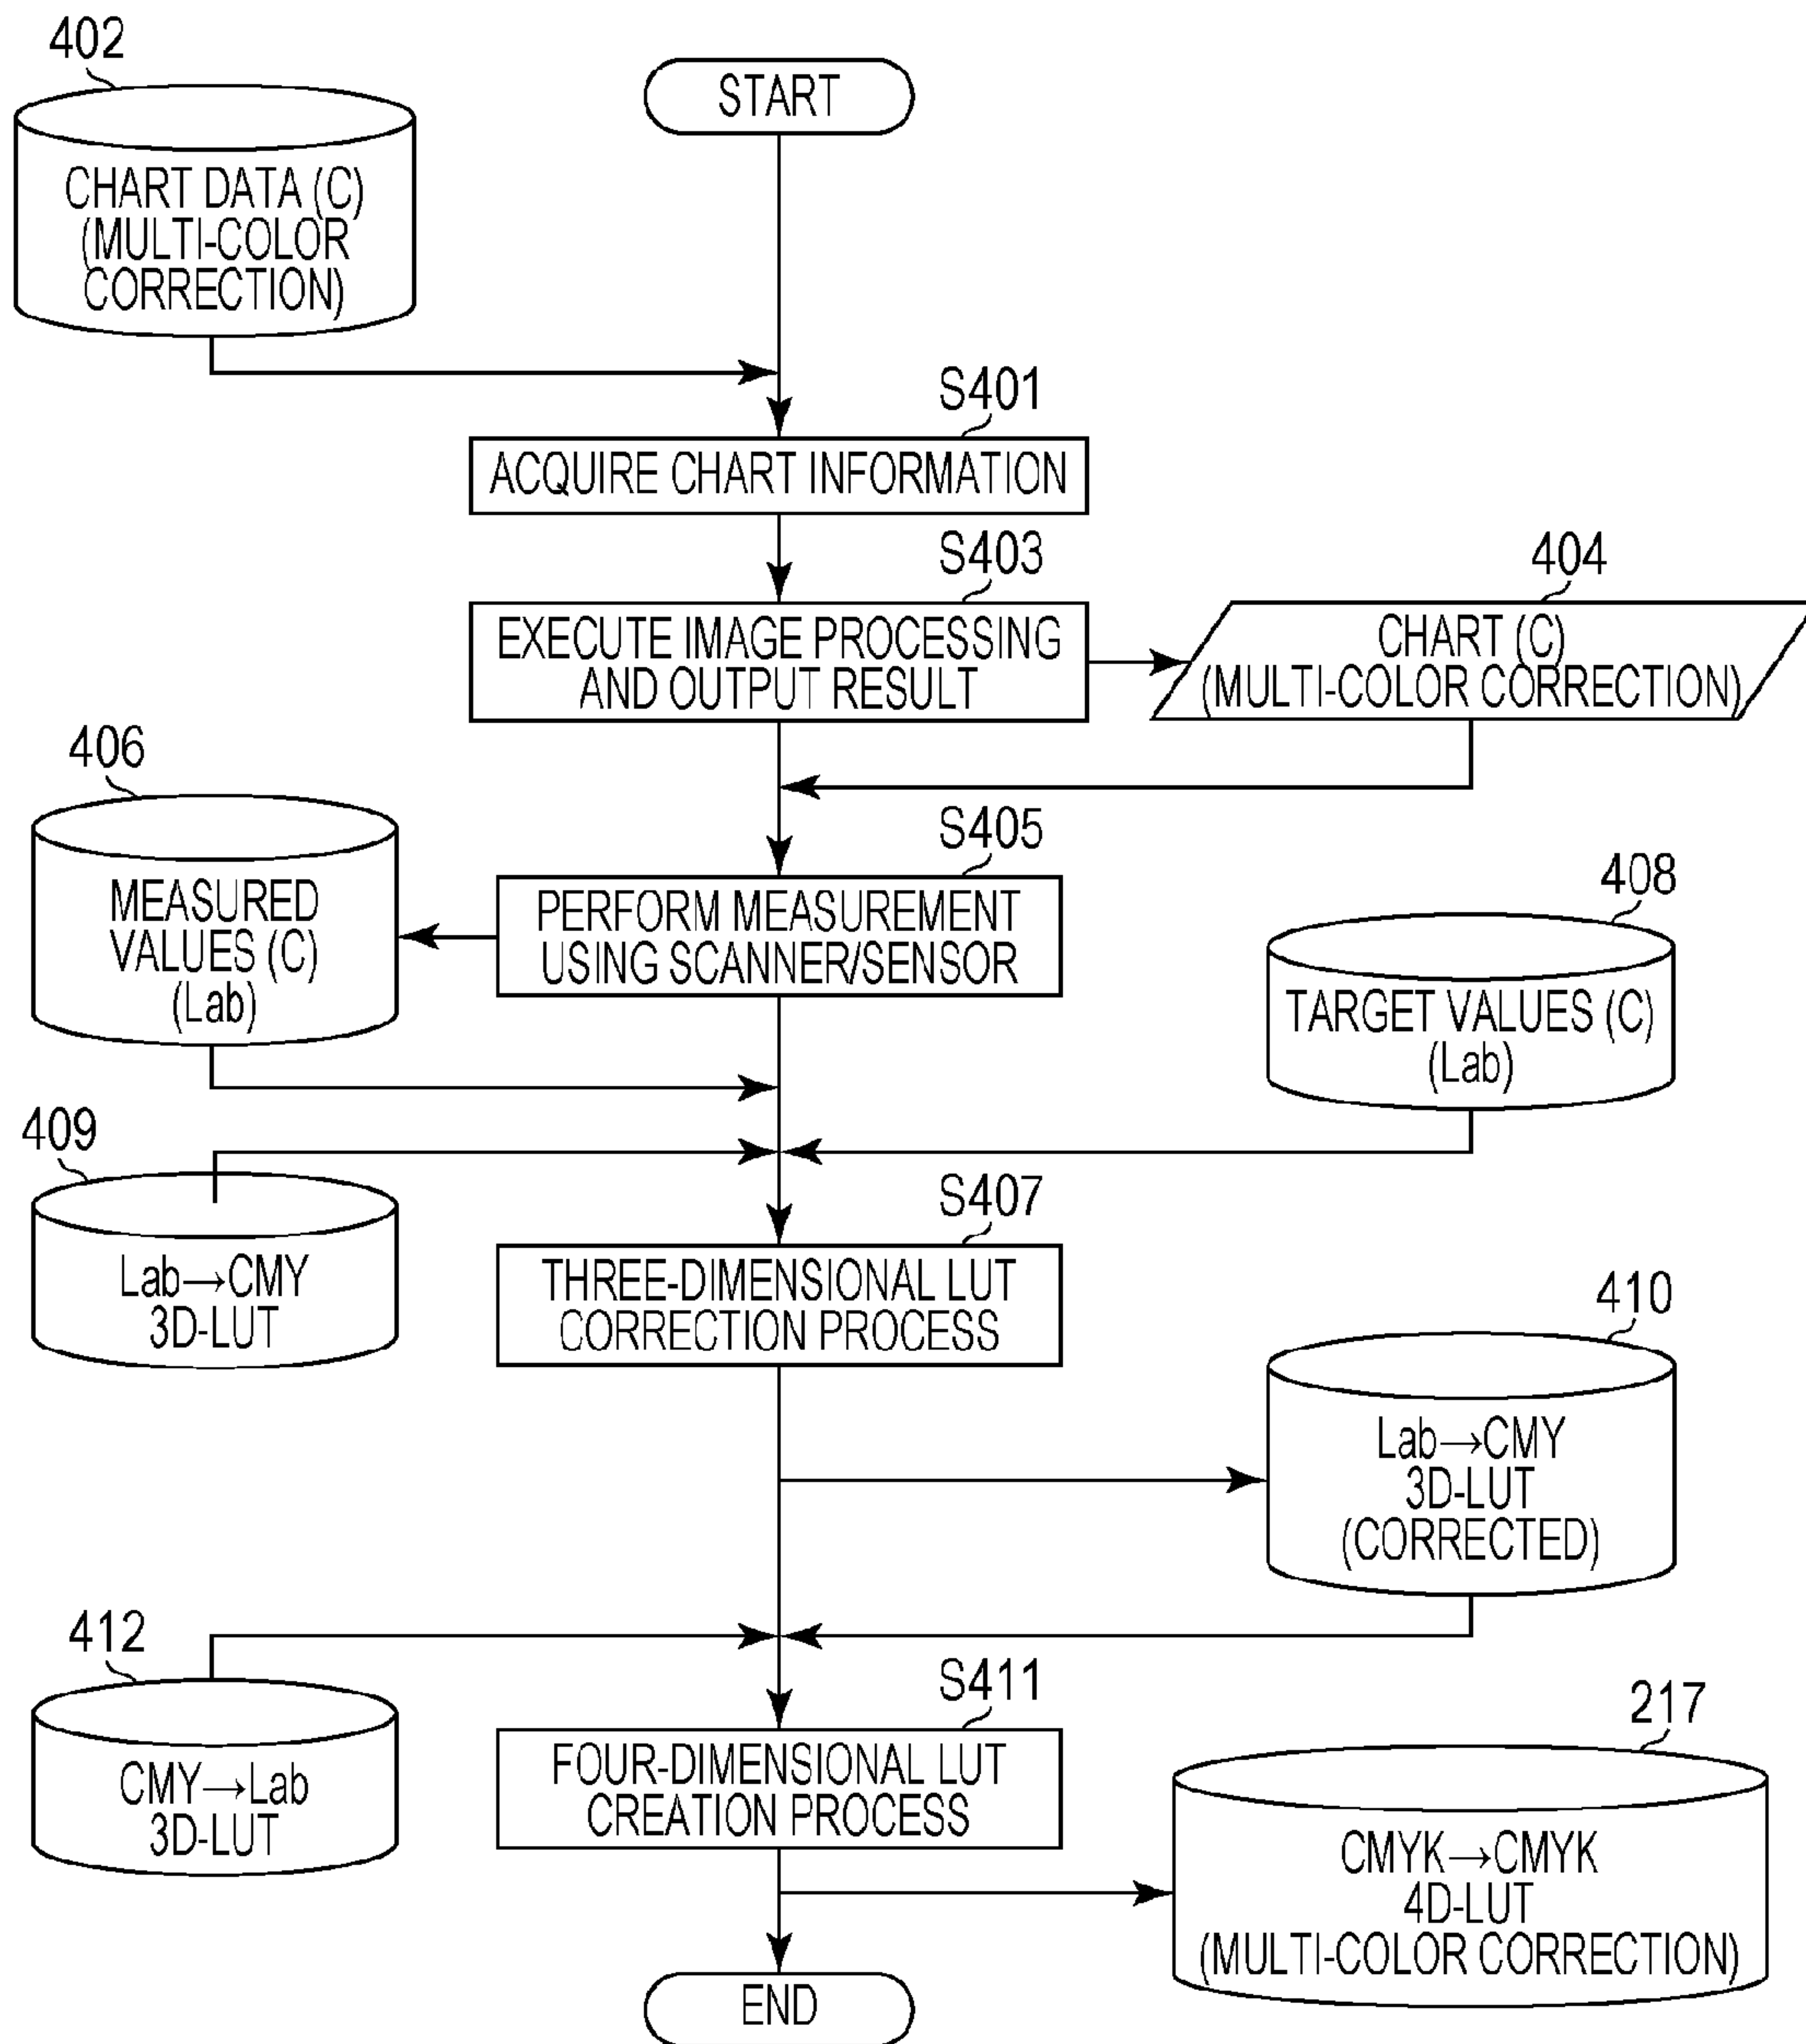 402
START
CHART DATA (C)
(MULTI-COLOR
CORRECTION)
S401
ACQUIRE CHART INFORMATION
S403
EXECUTE IMAGE PROCESSING
AND OUTPUT RESULT
404
CHART (C)
(MULTI-COLOR CORRECTION)
406
MEASURED
VALUES (C)
(Lab)
S405
PERFORM MEASUREMENT
USING SCANNER/SENSOR
408
TARGET VALUES (C)
(Lab)
409
Lab→CMY
3D-LUT
S407
THREE-DIMENSIONAL LUT
CORRECTION PROCESS
410
Lab→CMY
3D-LUT
(CORRECTED)
412
CMY→Lab
3D-LUT
S411
FOUR-DIMENSIONAL LUT
CREATION PROCESS
217
CMYK→CMYK
4D-LUT
(MULTI-COLOR CORRECTION)
END